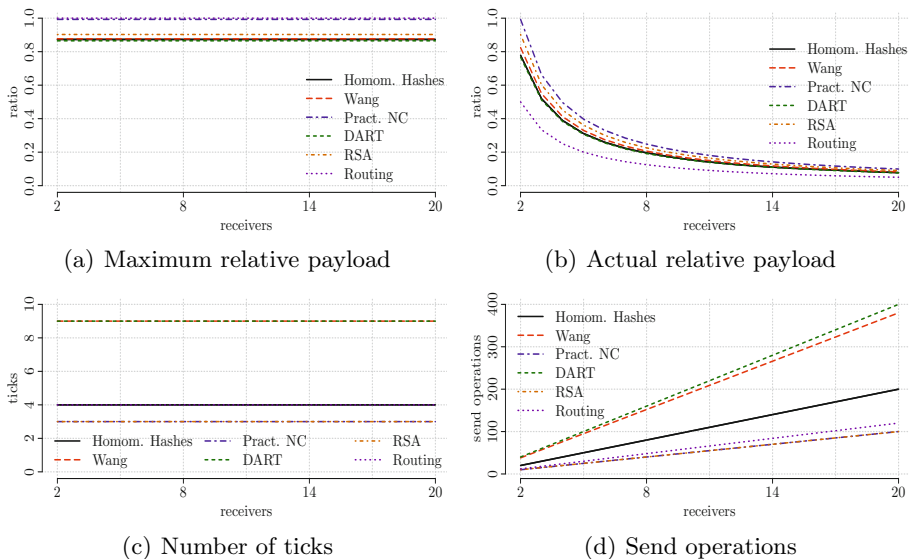 1.0
0.8
0.6
0.4
0.2
0.0
ratio
Homom. Hashes
Wang
Pract. NC
DART
RSA
Routing
2 8 14 20
receivers
(a) Maximum relative payload
1.0
0.8
0.6
0.4
0.2
0.0
ratio
Homom. Hashes
Wang
Pract. NC
DART
RSA
Routing
2 8 14 20
receivers
(b) Actual relative payload
10
8
6
4
2
0
ticks
Homom. Hashes Pract. NC RSA
Wang DART Routing
2 8 14 20
receivers
(c) Number of ticks
400
300
200
100
0
send operations
Homom. Hashes
Wang
Pract. NC
DART
RSA
Routing
2 8 14 20
receivers
(d) Send operations